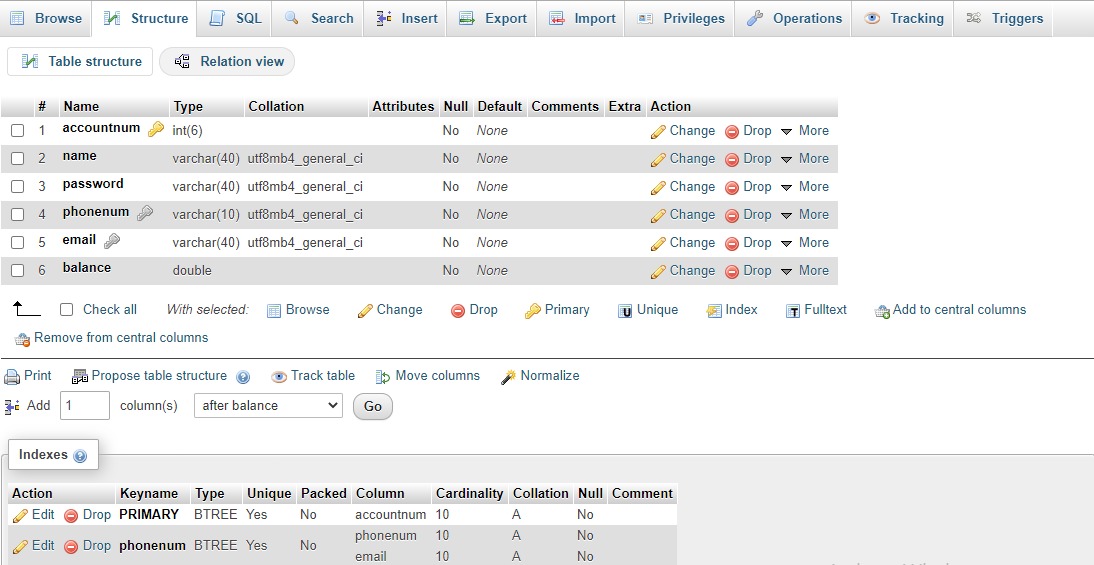 Browse Structure SQL Search Insert Export Import Privileges Operations Tracking Triggers
Table structure Relation view
# Name Type Collation Attributes Null Default Comments Extra Action
1 accountnum int(6) No None Change Drop More
2 name varchar(40) utf8mb4_general_ci No None Change Drop More
3 password varchar(40) utf8mb4_general_ci No None Change Drop More
4 phonenum varchar(10) utf8mb4_general_ci No None Change Drop More
5 email varchar(40) utf8mb4_general_ci No None Change Drop More
6 balance double No None Change Drop More
Check all With selected: Browse Change Drop Primary Unique Index Fulltext Add to central columns
Remove from central columns
Print Propose table structure Track table Move columns Normalize
Add 1 column(s) after balance Go
Indexes
Action Keyname Type Unique Packed Column Cardinality Collation Null Comment
Edit Drop PRIMARY BTREE Yes No accountnum 10 A No
Edit Drop phonenum BTREE Yes No phonenum 10 A No
email 10 A No